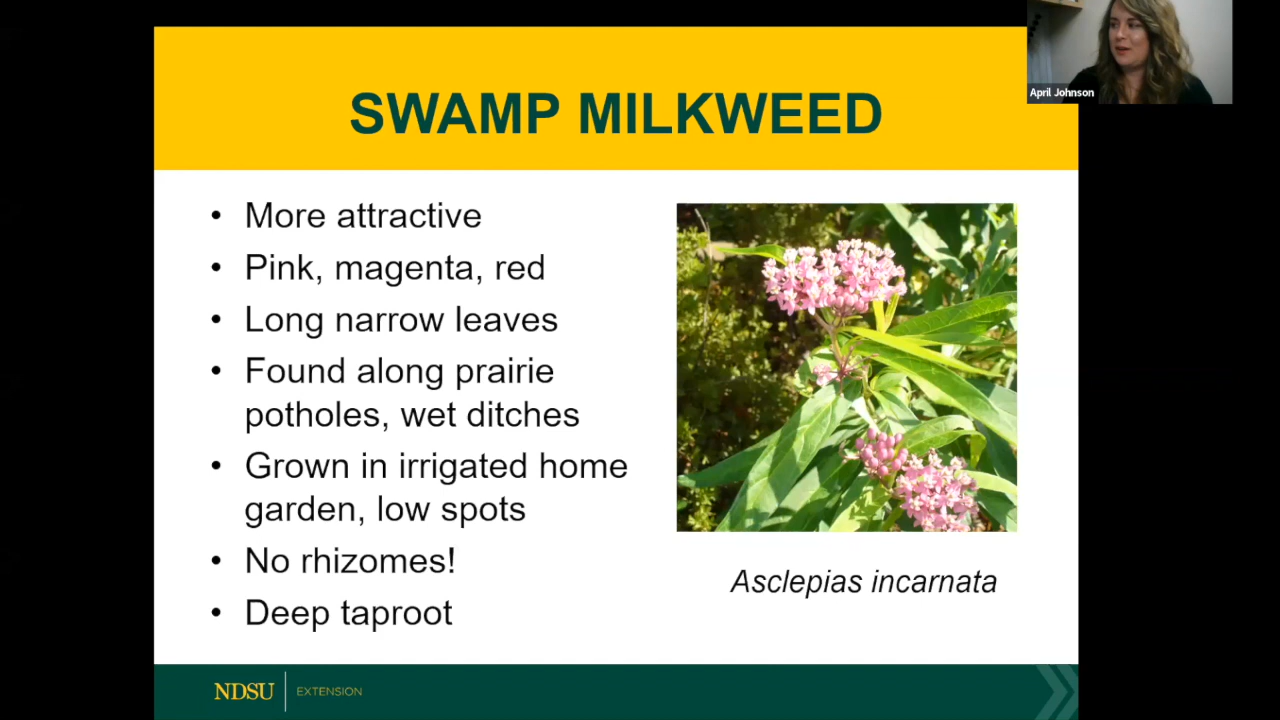 SWAMP MILKWEED
April Johnson
• More attractive
• Pink, magenta, red
• Long narrow leaves
• Found along prairie
potholes, wet ditches
• Grown in irrigated home
garden, low spots
• No rhizomes!
• Deep taproot
Asclepias incarnata
NDSU EXTENSION